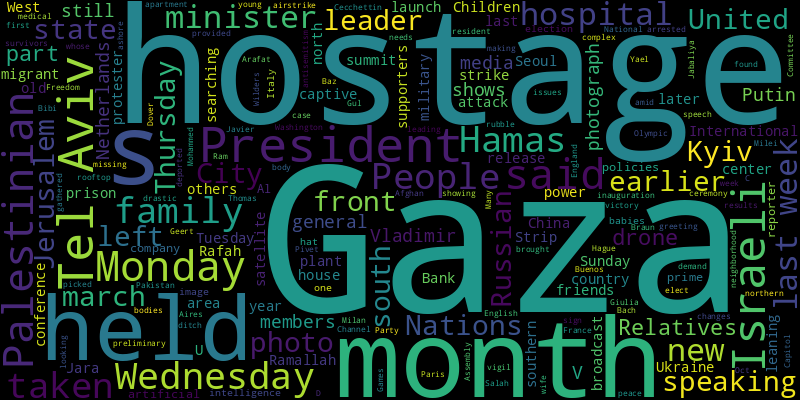 West
still
minister
leader
launch
Children
hospital
United
state
part
migrant
north
summit
last
Seoul
media
hostage
Netherlands
protester
searching
captive
supporters
military
strike
shows
attack
photograph
later
Putin
old
Palestinian
Tel Aviv
Thursday
Jerusalem
s
President
Hamas
release
International
Kyiv
City
People
said
center
earlier
last week
prison
others
family
front
power
policies
left
general
Vladimir
Russian
China
drone
Israeli
reporter
company
Tuesday
Rafah
satellite
hat
plant
house
Strip
Sunday
country
babies
prime
Monday
Gaza
Bank
friends
conference
march
area
year
one
south
members
held
photo
Nations
southern
broadcast
Relatives
new
leaning
Ramallah
Jara
U
V
Ukraine
taken
Wednesday
artificial
intelligence
month
speaking
apartment
young
airstrike
Cecchettin
needs
resident
election
National
arrested
complex
Yael
Jabaliya
Committee
found
medical
first
survivors
whose
Freedom
Bibi
Arafat
Wilders
Italy
Baz
Gul
case
provided
issues
making
amid
Olympic
speech
missing
Dover
rooftop
Mohammed
deported
Ram
Javier
Washington
leading
rubble
England
Milei
body
Afghan
showing
Many
inauguration
ceremony
week
results
victory
Thomas
drastic
gathered
Al
Geert
vet
brought
Braun
greeting
Hague
Buenos
Aires
elect
demand
neighborhood
northern
picked
Pakistan
image
bodies
ditch
preliminary
looking
Milan
Channel
Party
English
France
sign
Giulia
Bach
changes
Capitol
Oct
Games
Paris
Salah
vigil
Assembly
wife
peace
D
C